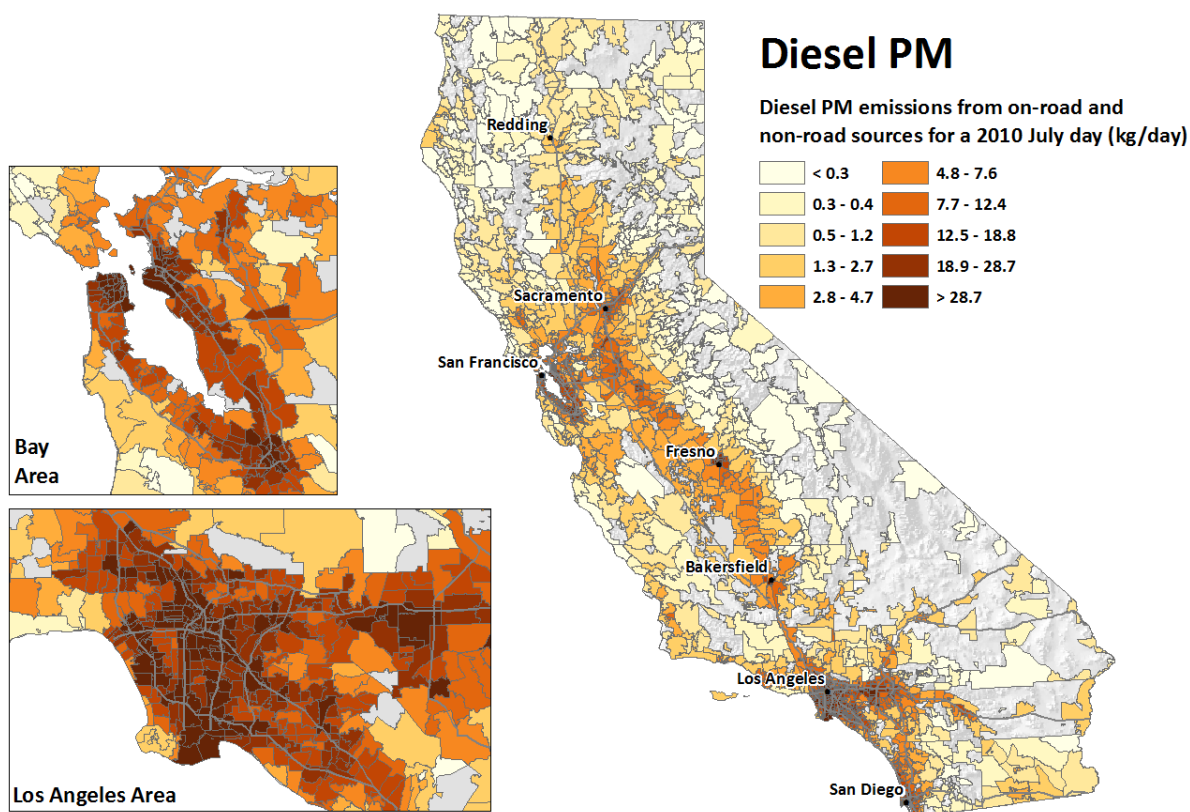 Diesel PM
Diesel PM emissions from on-road and
non-road sources for a 2010 July day (kg/day)
< 0.3
4.8 - 7.6
0.3 - 0.4
7.7 - 12.4
0.5 - 1.2
12.5 - 18.8
1.3 - 2.7
18.9 - 28.7
2.8 - 4.7
> 28.7
Redding
Sacramento
San Francisco
Fresno
Bakersfield
Los Angeles
San Diego
Bay
Area
Los Angeles Area